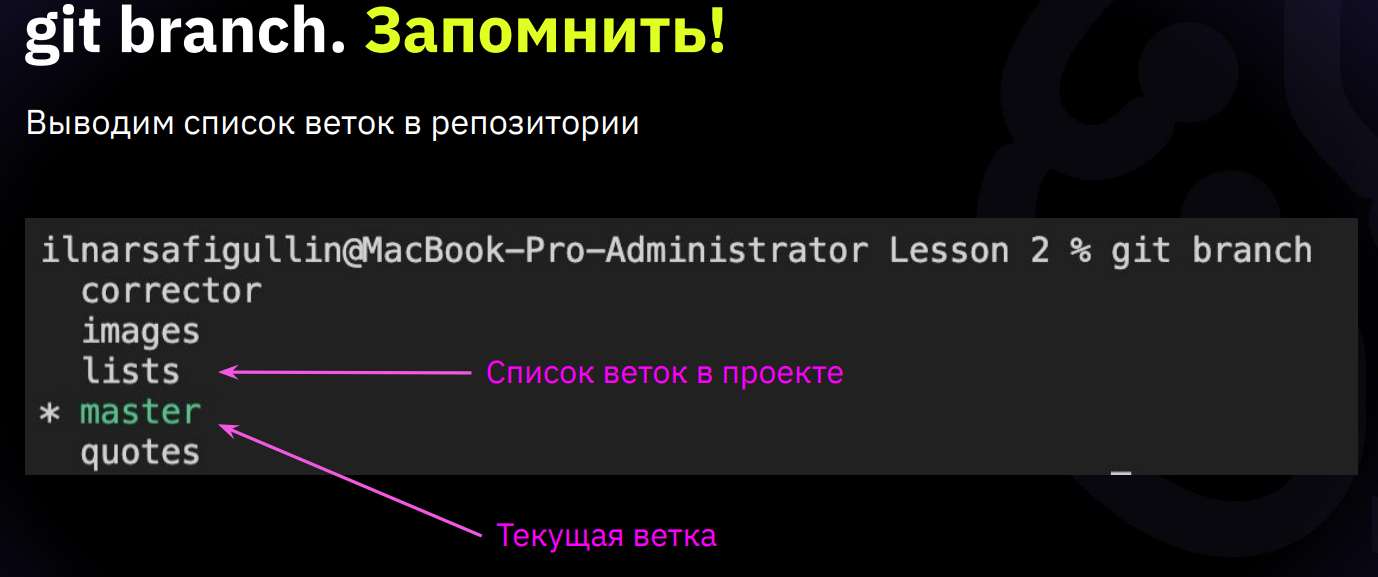 git branch. Запомнить!
Выводим список веток в репозитории
ilnarsafigullin@MacBook-Pro-Administrator Lesson 2 % git branch
corrector
images
lists
Список веток в проекте
* master
quotes
Текущая ветка